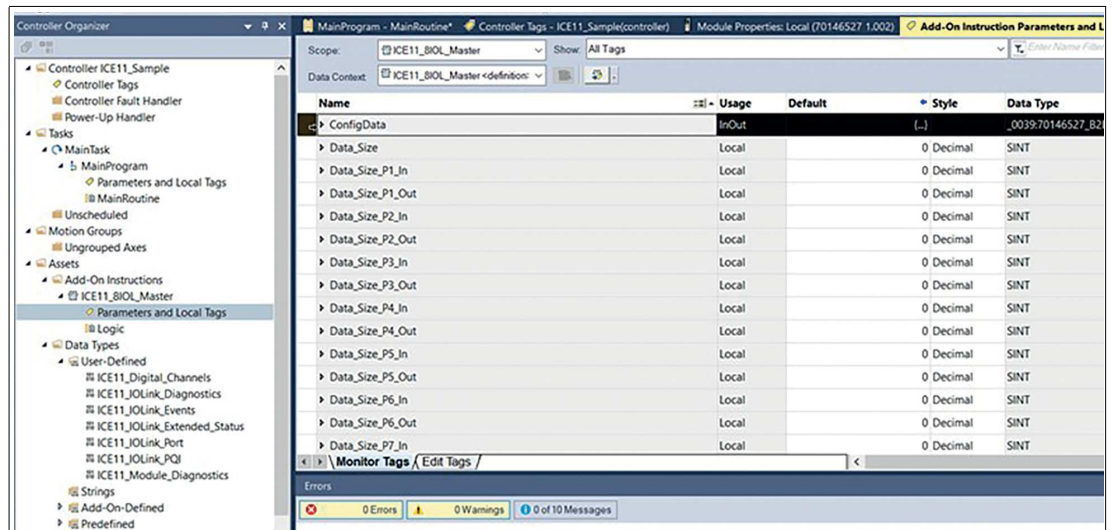 Controller Organizer
Controller ICE11_Sample
Controller Tags
Controller Fault Handler
Power-Up Handler
Tasks
MainTask
MainProgram
Parameters and Local Tags
MainRoutine
Unscheduled
Motion Groups
Ungrouped Axes
Assets
Add-On Instructions
ICE11_8IOL_Master
Parameters and Local Tags
Logic
Data Types
User-Defined
ICE11_Digital_Channels
ICE11_IOLink_Diagnostics
ICE11_IOLink_Events
ICE11_IOLink_Extended_Status
ICE11_IOLink_Port
ICE11_IOLink_PQI
ICE11_Module_Diagnostics
Strings
Add-On-Defined
Predefined
MainProgram - MainRoutine* Controller Tags - ICE11_Sample(controller) Module Properties: Local (70146527 1.002) Add-On Instruction Parameters and L
Scope: ICE11_8IOL_Master Show: All Tags Enter Name Filter
Data Context: ICE11_8IOL_Master <definition:
Name Usage Default Style Data Type
ConfigData InOut {...} _0039:70146527_B2
Data_Size Local 0 Decimal SINT
Data_Size_P1_In Local 0 Decimal SINT
Data_Size_P1_Out Local 0 Decimal SINT
Data_Size_P2_In Local 0 Decimal SINT
Data_Size_P2_Out Local 0 Decimal SINT
Data_Size_P3_In Local 0 Decimal SINT
Data_Size_P3_Out Local 0 Decimal SINT
Data_Size_P4_In Local 0 Decimal SINT
Data_Size_P4_Out Local 0 Decimal SINT
Data_Size_P5_In Local 0 Decimal SINT
Data_Size_P5_Out Local 0 Decimal SINT
Data_Size_P6_In Local 0 Decimal SINT
Data_Size_P6_Out Local 0 Decimal SINT
Data_Size_P7_In Local 0 Decimal SINT
Monitor Tags Edit Tags
Errors
0 Errors 0 Warnings 0 of 10 Messages